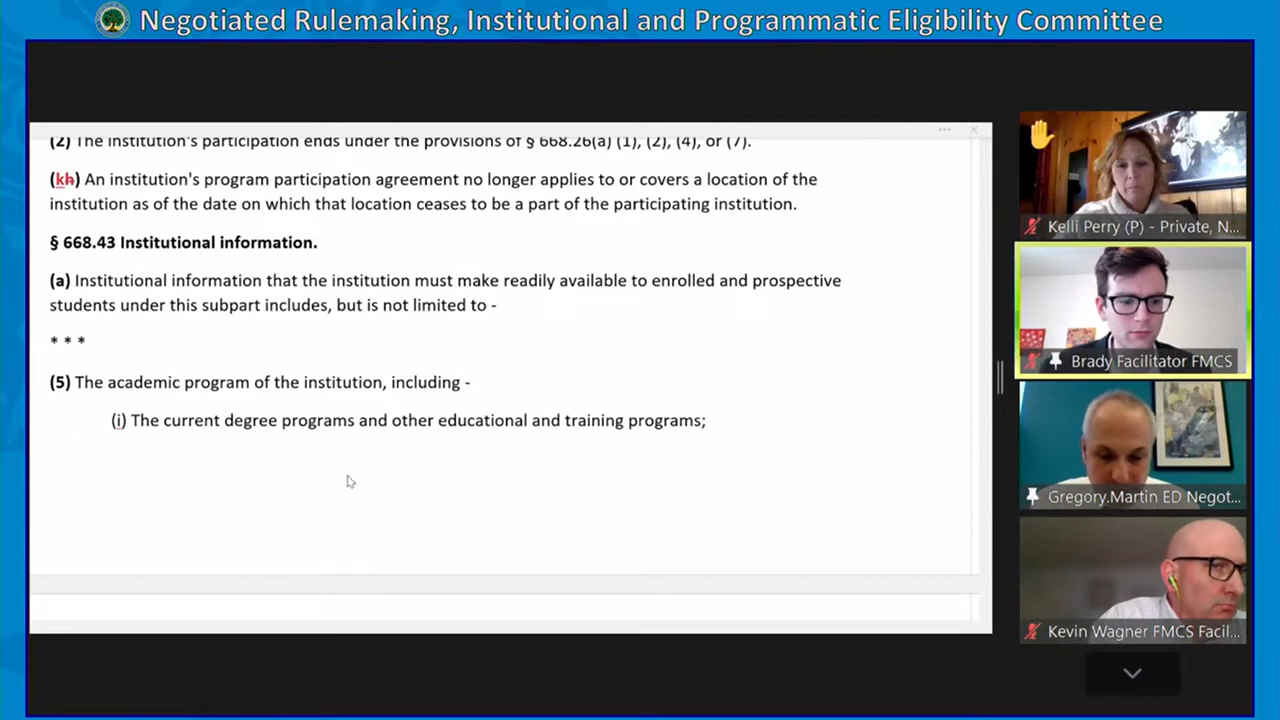 Negotiated Rulemaking, Institutional and Programmatic Eligibility Committee
(2) The institution's participation ends under the provisions of § 668.26(a) (1), (2), (4), or (7).
(kh) An institution's program participation agreement no longer applies to or covers a location of the
institution as of the date on which that location ceases to be a part of the participating institution.
§ 668.43 Institutional information.
(a) Institutional information that the institution must make readily available to enrolled and prospective
students under this subpart includes, but is not limited to -
* * *
(5) The academic program of the institution, including -
(i) The current degree programs and other educational and training programs;
Kelli Perry (P) - Private, N...
Brady Facilitator FMCS
Gregory.Martin ED Negot...
Kevin Wagner FMCS Facil...